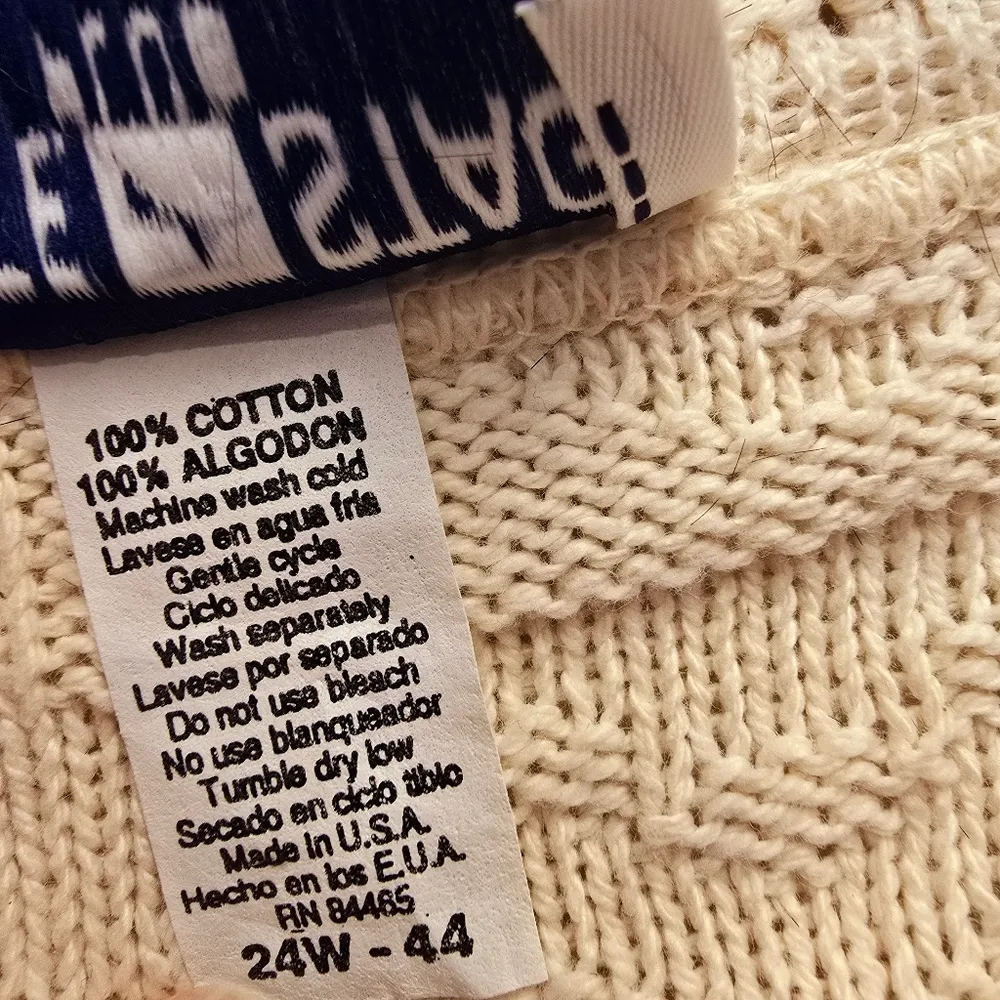 100% COTTON
100% ALGODON
Machine wash cold
Lavese en agua fria
Gentle cycle
Ciclo delicado
Wash separately
Lavese por separado
Do not use bleach
No use blanqueador
Tumble dry low
Secado en ciclo tibio
Made In U.S.A.
Hecho en los E.U.A.
RN 84465
24W - 44